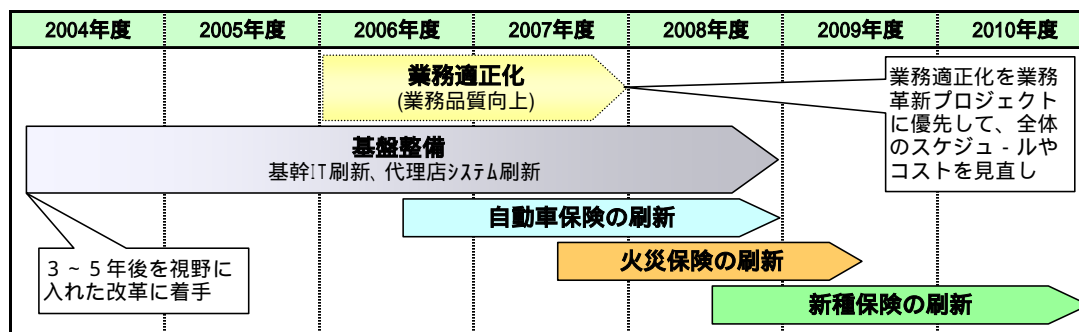 2004年度 2005年度 2006年度 2007年度 2008年度 2009年度 2010年度
業務適正化
(業務品質向上)
業務適正化を業務
革新プロジェクト
に優先して、全体
のスケジュ-ルや
コストを見直し
基盤整備
基幹IT刷新、代理店ｼｽﾃﾑ刷新
自動車保険の刷新
火災保険の刷新
３～５年後を視野に
入れた改革に着手
新種保険の刷新